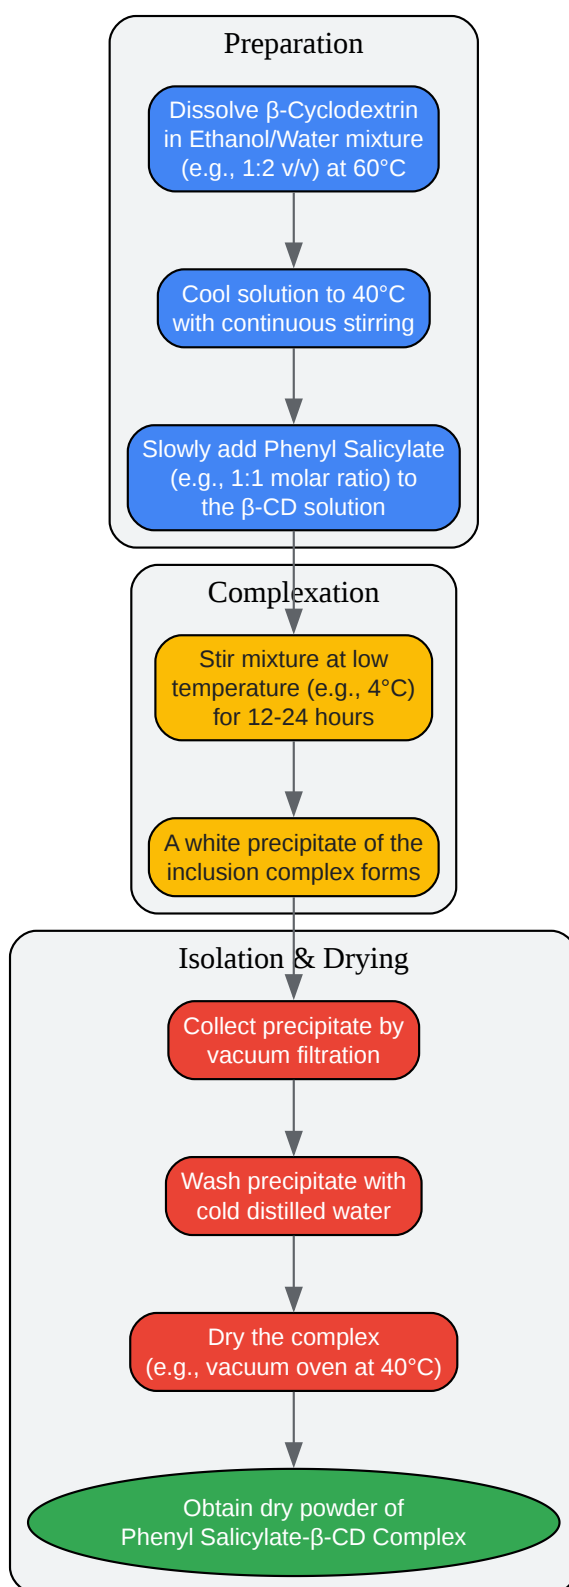 Preparation
Dissolve β-Cyclodextrin
in Ethanol/Water mixture
(e.g., 1:2 v/v) at 60°C
Cool solution to 40°C
with continuous stirring
Slowly add Phenyl Salicylate
(e.g., 1:1 molar ratio) to
the β-CD solution
Complexation
Stir mixture at low
temperature (e.g., 4°C)
for 12-24 hours
A white precipitate of the
inclusion complex forms
Isolation & Drying
Collect precipitate by
vacuum filtration
Wash precipitate with
cold distilled water
Dry the complex
(e.g., vacuum oven at 40°C)
Obtain dry powder of
Phenyl Salicylate-β-CD Complex